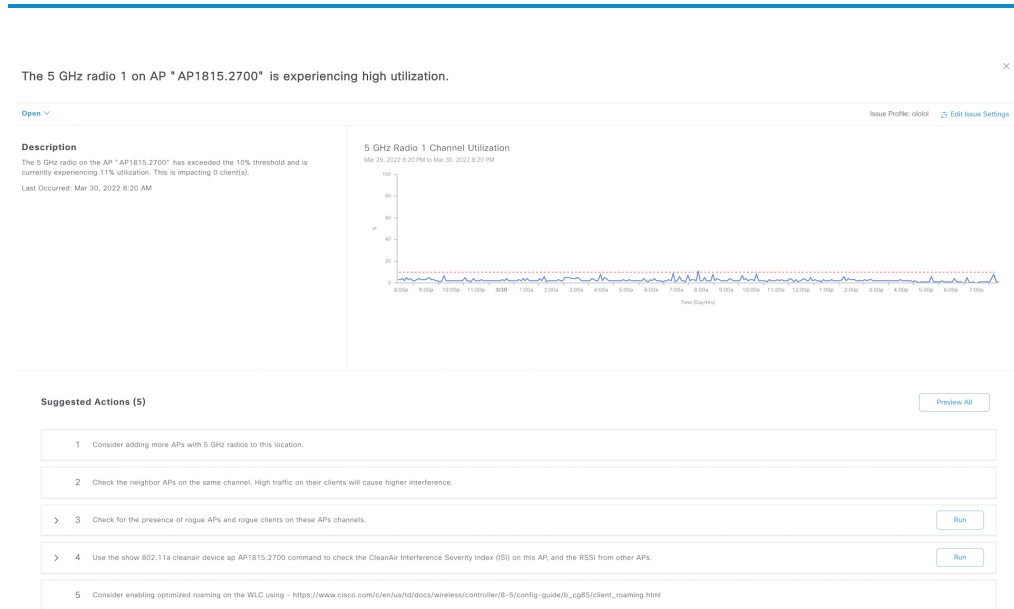 The 5 GHz radio 1 on AP "AP1815.2700" is experiencing high utilization.
Open
Issue Profile: ololol
Edit Issue Settings
Description
The 5 GHz radio on the AP "AP1815.2700" has exceeded the 10% threshold and is
currently experiencing 11% utilization. This is impacting 0 client(s).
Last Occurred: Mar 30, 2022 8:20 AM
5 GHz Radio 1 Channel Utilization
Mar 29, 2022 8:20 PM to Mar 30, 2022 8:20 PM
100
80
60
%
40
20
0
8:00p 9:00p 10:00p 11:00p 3/30 1:00a 2:00a 3:00a 4:00a 5:00a 6:00a 7:00a 8:00a 9:00a 10:00a 11:00a 12:00p 1:00p 2:00p 3:00p 4:00p 5:00p 6:00p 7:00p
Time (Day/Hrs)
Suggested Actions (5)
Preview All
1 Consider adding more APs with 5 GHz radios to this location.
2 Check the neighbor APs on the same channel. High traffic on their clients will cause higher interference.
3 Check for the presence of rogue APs and rogue clients on these APs channels.
Run
4 Use the show 802.11a cleanair device ap AP1815.2700 command to check the CleanAir Interference Severity Index (ISI) on this AP, and the RSSI from other APs.
Run
5 Consider enabling optimized roaming on the WLC using - https://www.cisco.com/c/en/us/td/docs/wireless/controller/8-5/config-guide/b_cg85/client_roaming.html